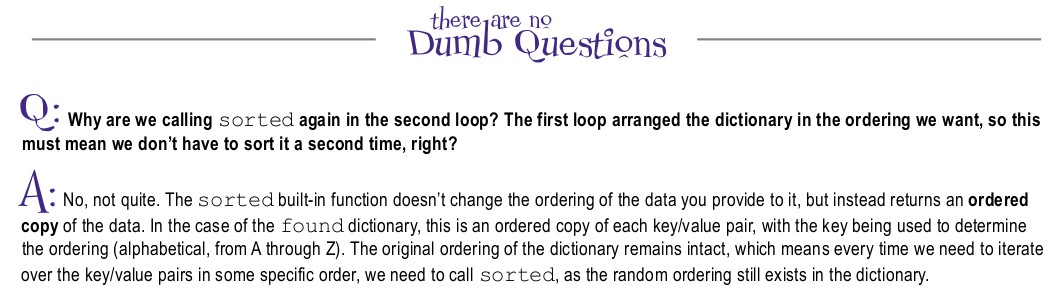 there are no
Dumb Questions
Q: Why are we calling sorted again in the second loop? The first loop arranged the dictionary in the ordering we want, so this
must mean we don't have to sort it a second time, right?
A: No, not quite. The sorted built-in function doesn't change the ordering of the data you provide to it, but instead returns an ordered
copy of the data. In the case of the found dictionary, this is an ordered copy of each key/value pair, with the key being used to determine
the ordering (alphabetical, from A through Z). The original ordering of the dictionary remains intact, which means every time we need to iterate
over the key/value pairs in some specific order, we need to call sorted, as the random ordering still exists in the dictionary.